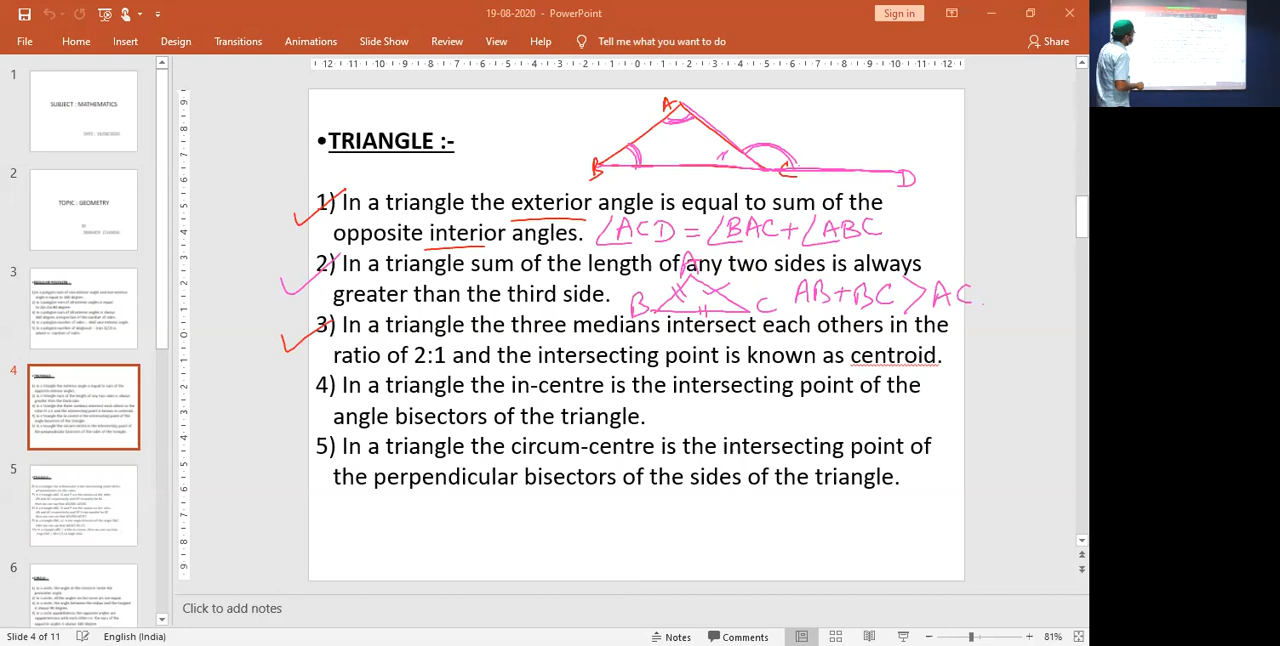 19-08-2020 - PowerPoint
Sign in
File Home Insert Design Transitions Animations Slide Show Review View Help Tell me what you want to do Share
1
SUBJECT : MATHEMATICS
2
TOPIC : GEOMETRY
3
4
5
6
•TRIANGLE :-
A
B
C
D
1) In a triangle the exterior angle is equal to sum of the
opposite interior angles. ∠ACD = ∠BAC + ∠ABC
2) In a triangle sum of the length of any two sides is always
greater than the third side. A B C AB+BC > AC.
3) In a triangle the three medians intersect each others in the
ratio of 2:1 and the intersecting point is known as centroid.
4) In a triangle the in-centre is the intersecting point of the
angle bisector of the triangle.
5) In a triangle the circum-centre is the intersecting point of
the perpendicular bisectors of the sides of the triangle.
Click to add notes
Slide 4 of 11 English (India) Notes Comments 81%